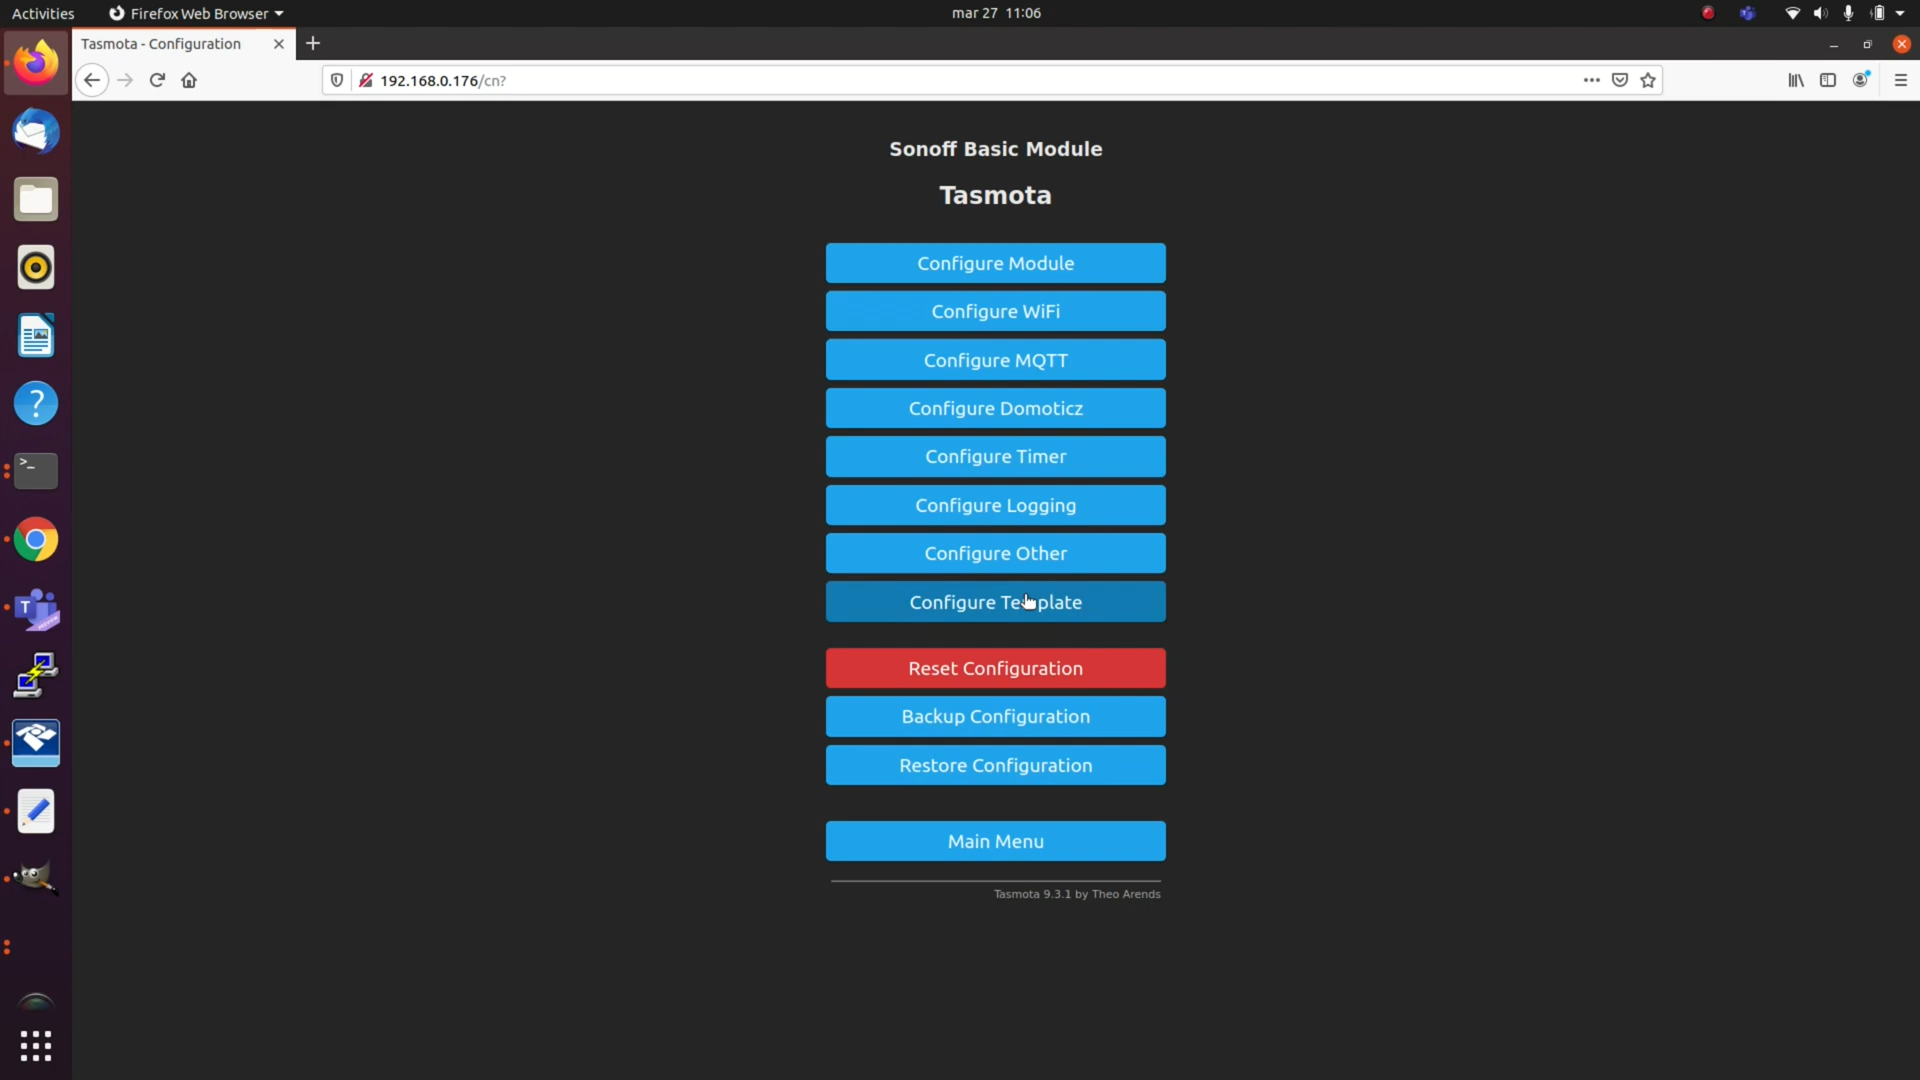 Activities Firefox Web Browser mar 27 11:06
Tasmota - Configuration
192.168.0.176/cn?
Sonoff Basic Module
Tasmota
Configure Module
Configure WiFi
Configure MQTT
Configure Domoticz
Configure Timer
Configure Logging
Configure Other
Configure Template
Reset Configuration
Backup Configuration
Restore Configuration
Main Menu
Tasmota 9.3.1 by Theo Arends